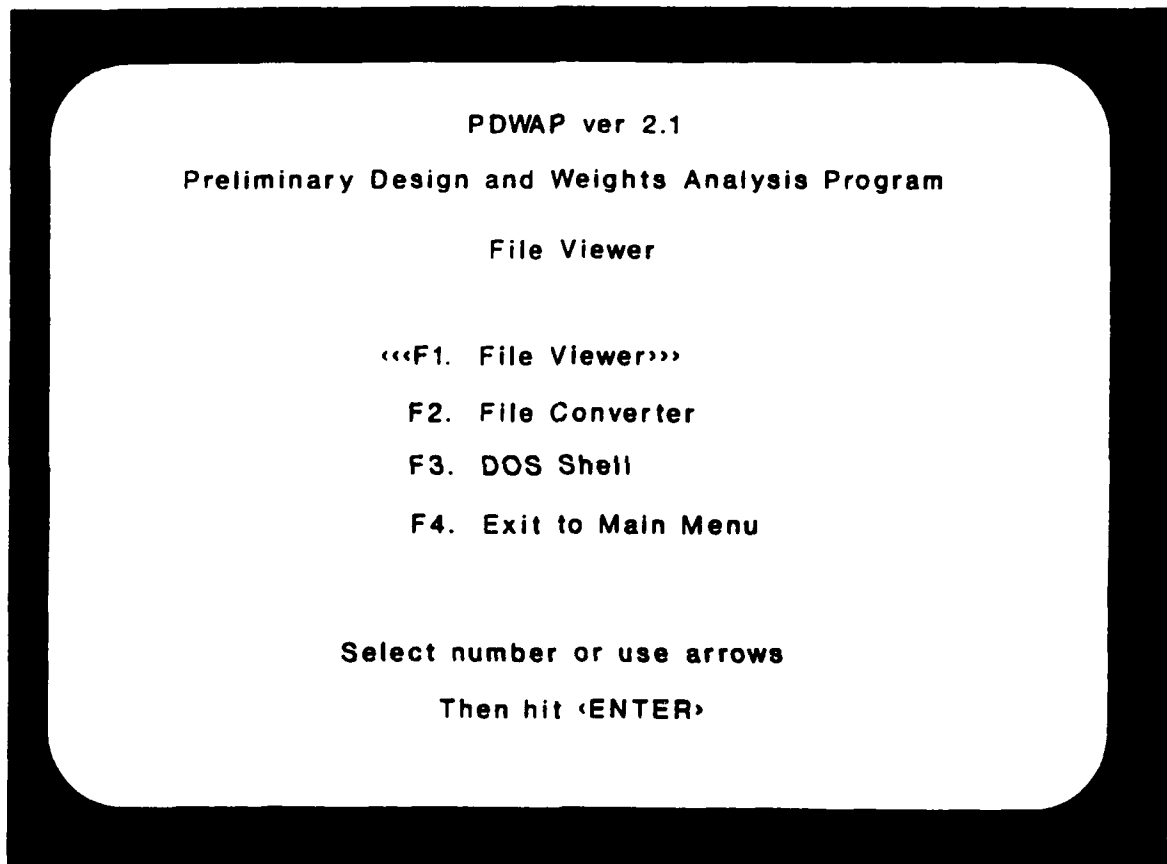 PDWAP ver 2.1
Preliminary Design and Weights Analysis Program
File Viewer
‹‹‹F1. File Viewer›››
F2. File Converter
F3. DOS Shell
F4. Exit to Main Menu
Select number or use arrows
Then hit ‹ENTER›